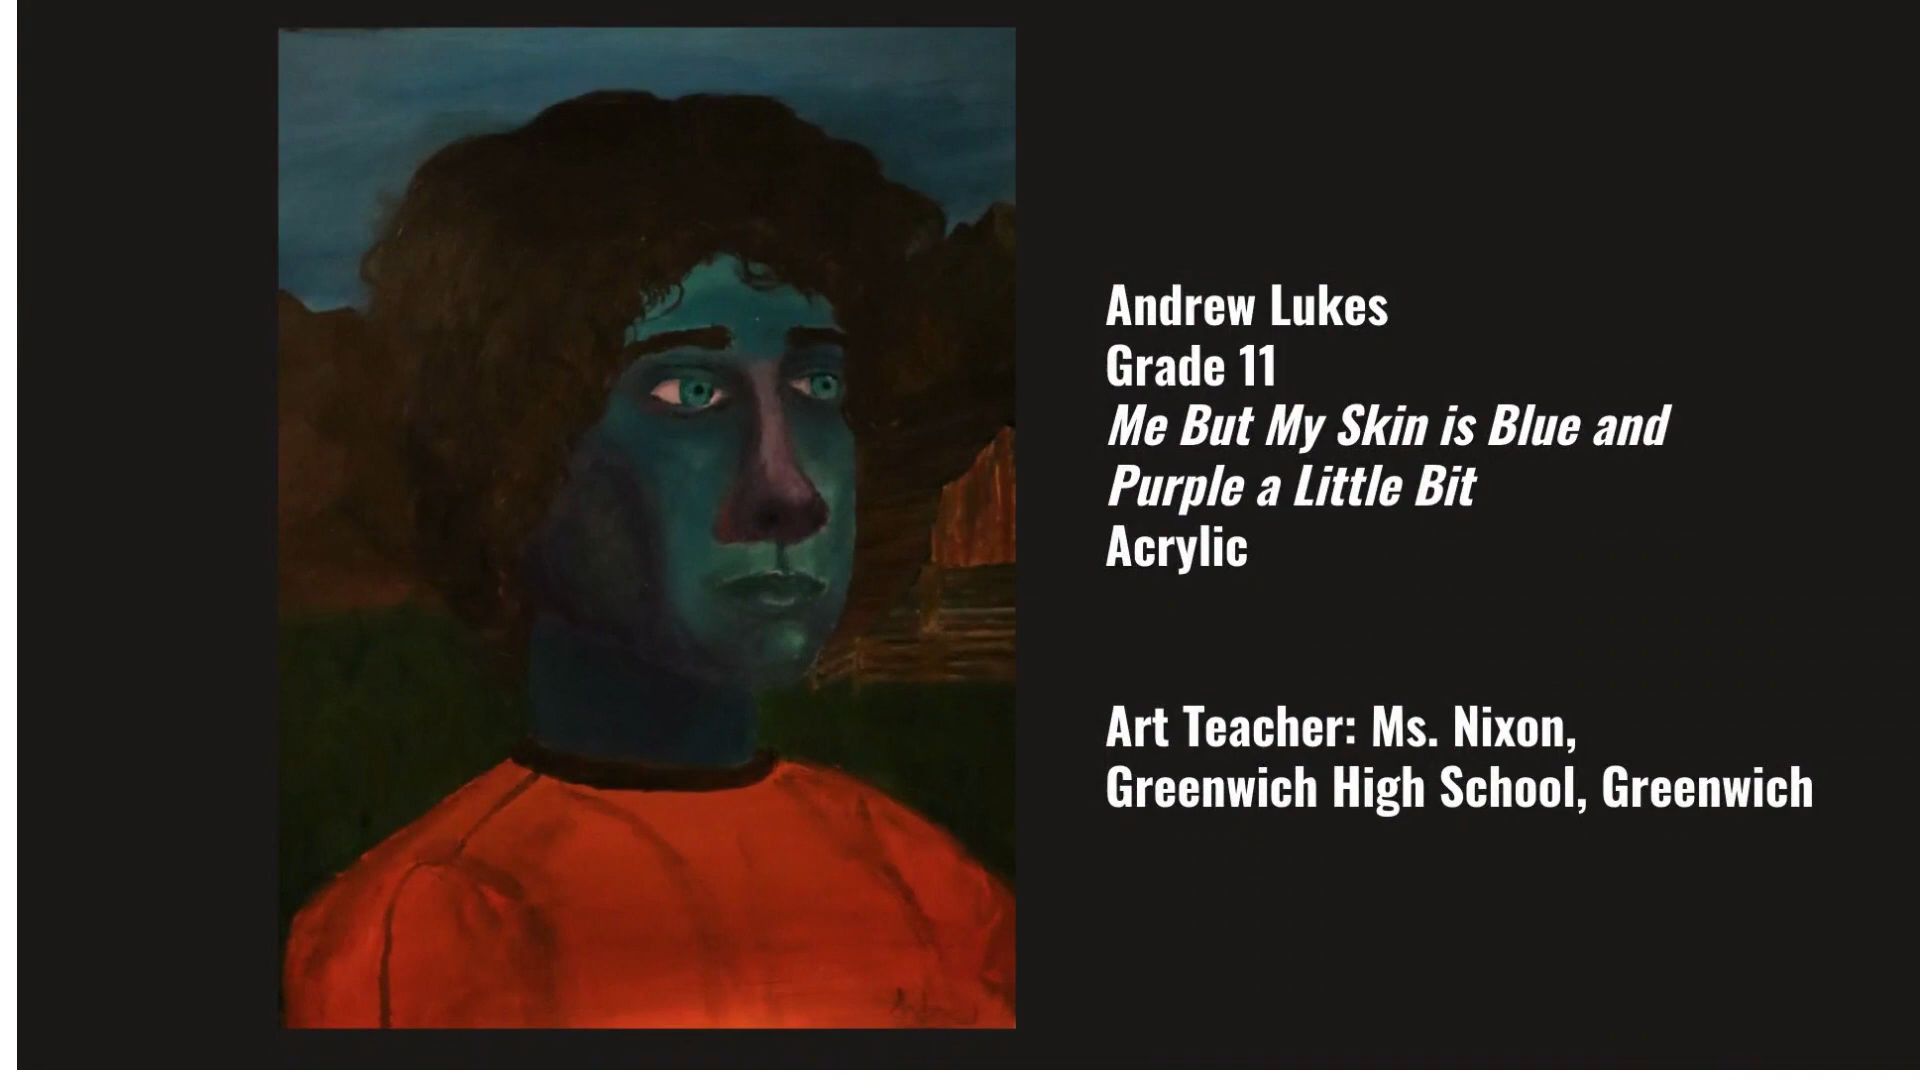 Andrew Lukes
Grade 11
Me But My Skin is Blue and
Purple a Little Bit
Acrylic
Art Teacher: Ms. Nixon,
Greenwich High School, Greenwich